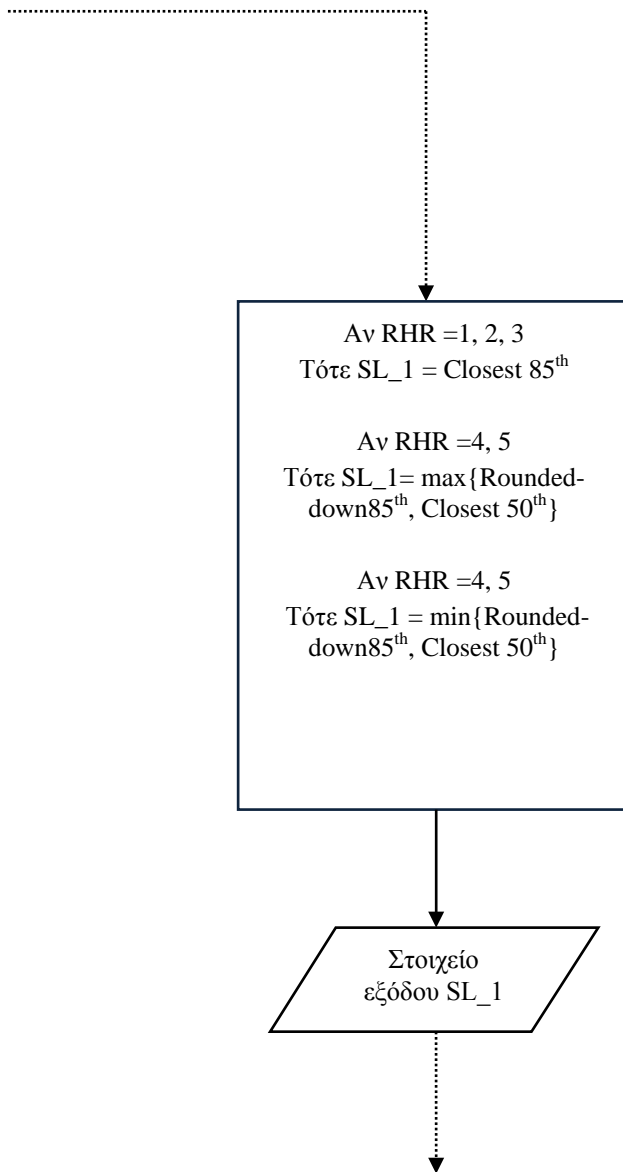 Αν RHR =1, 2, 3
Τότε SL_1 = Closest 85th
Αν RHR =4, 5
Τότε SL_1= max{Rounded-
down85th, Closest 50th}
Αν RHR =4, 5
Τότε SL_1 = min{Rounded-
down85th, Closest 50th}
Στοιχείο
εξόδου SL_1